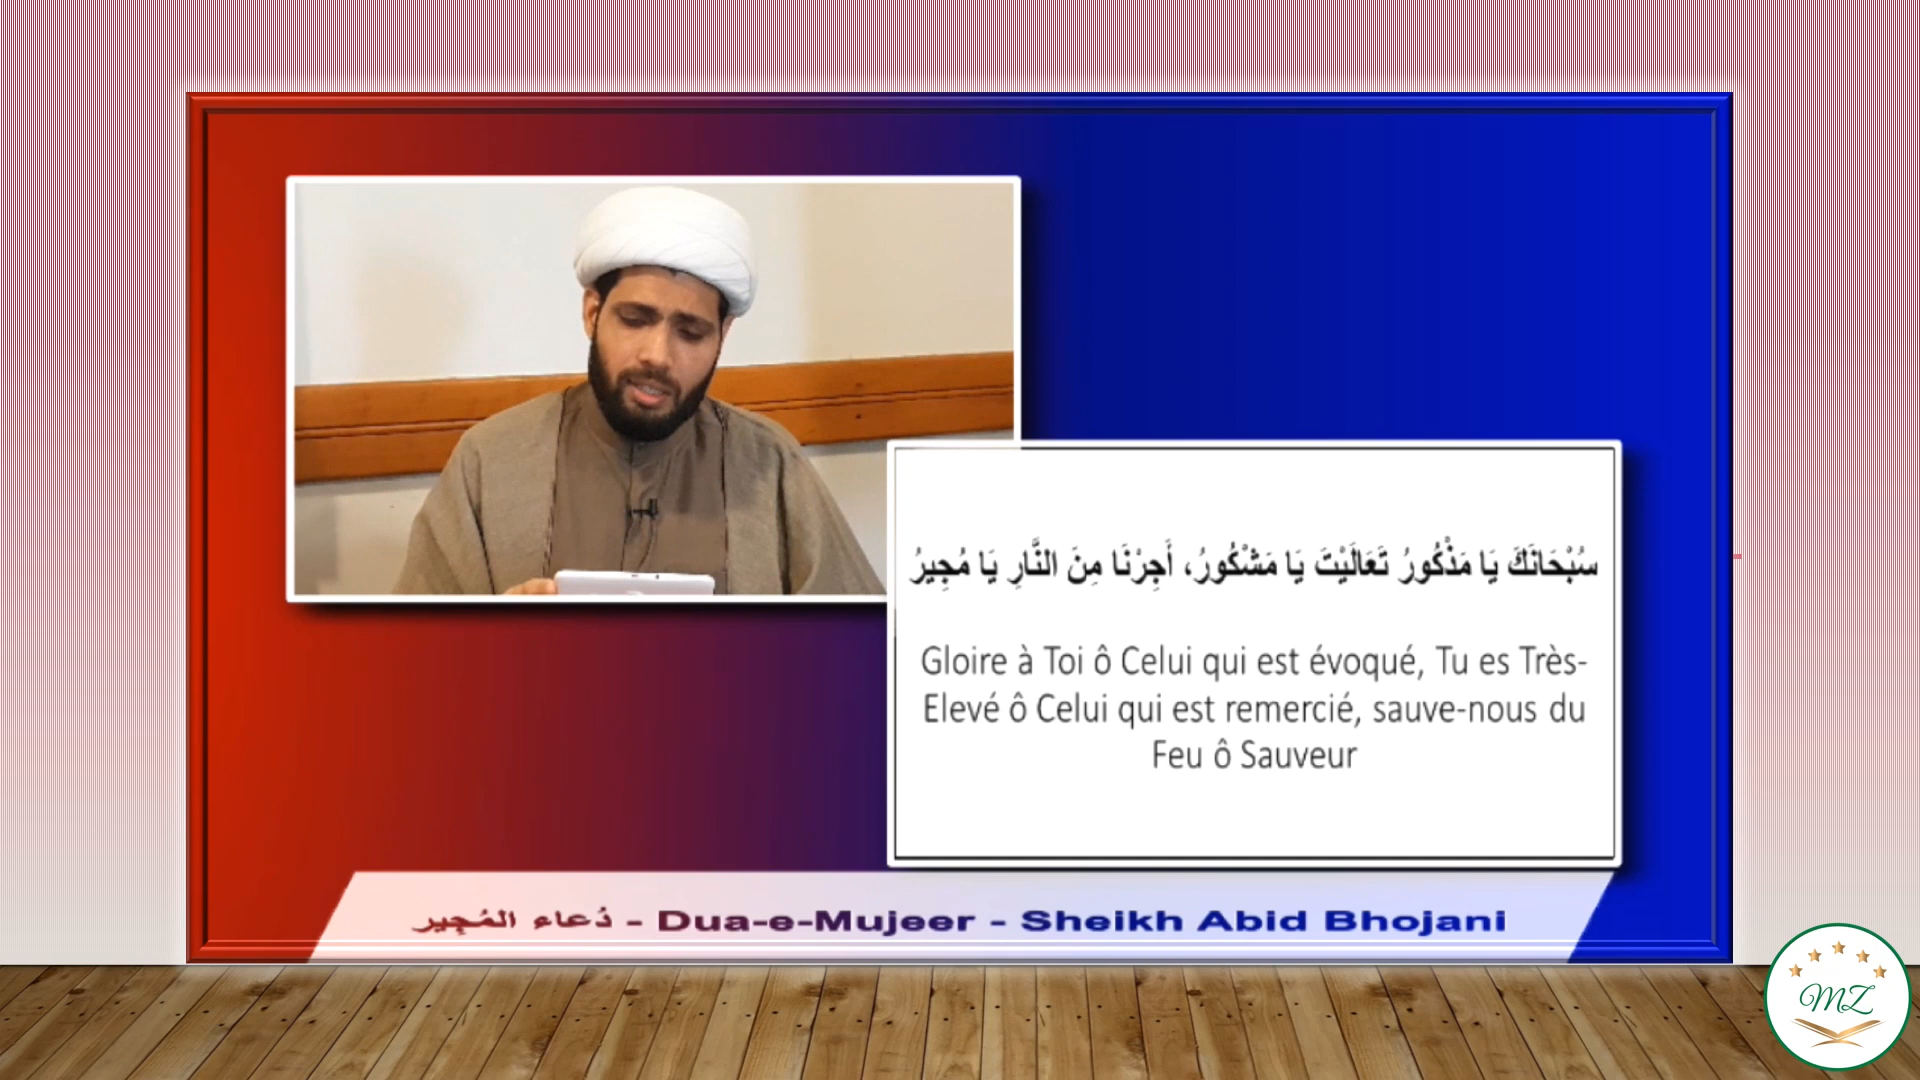 سُبْحَانَكَ يَا مَذْكُورُ تَعَالَيْتَ يَا مَشْكُورُ، أَجِرْنَا مِنَ النَّارِ يَا مُجِيرُ
Gloire à Toi ô Celui qui est évoqué, Tu es Très-
Elevé ô Celui qui est remercié, sauve-nous du
Feu ô Sauveur
دُعاء المُجِير - Dua-e-Mujeer - Sheikh Abid Bhojani
MZ